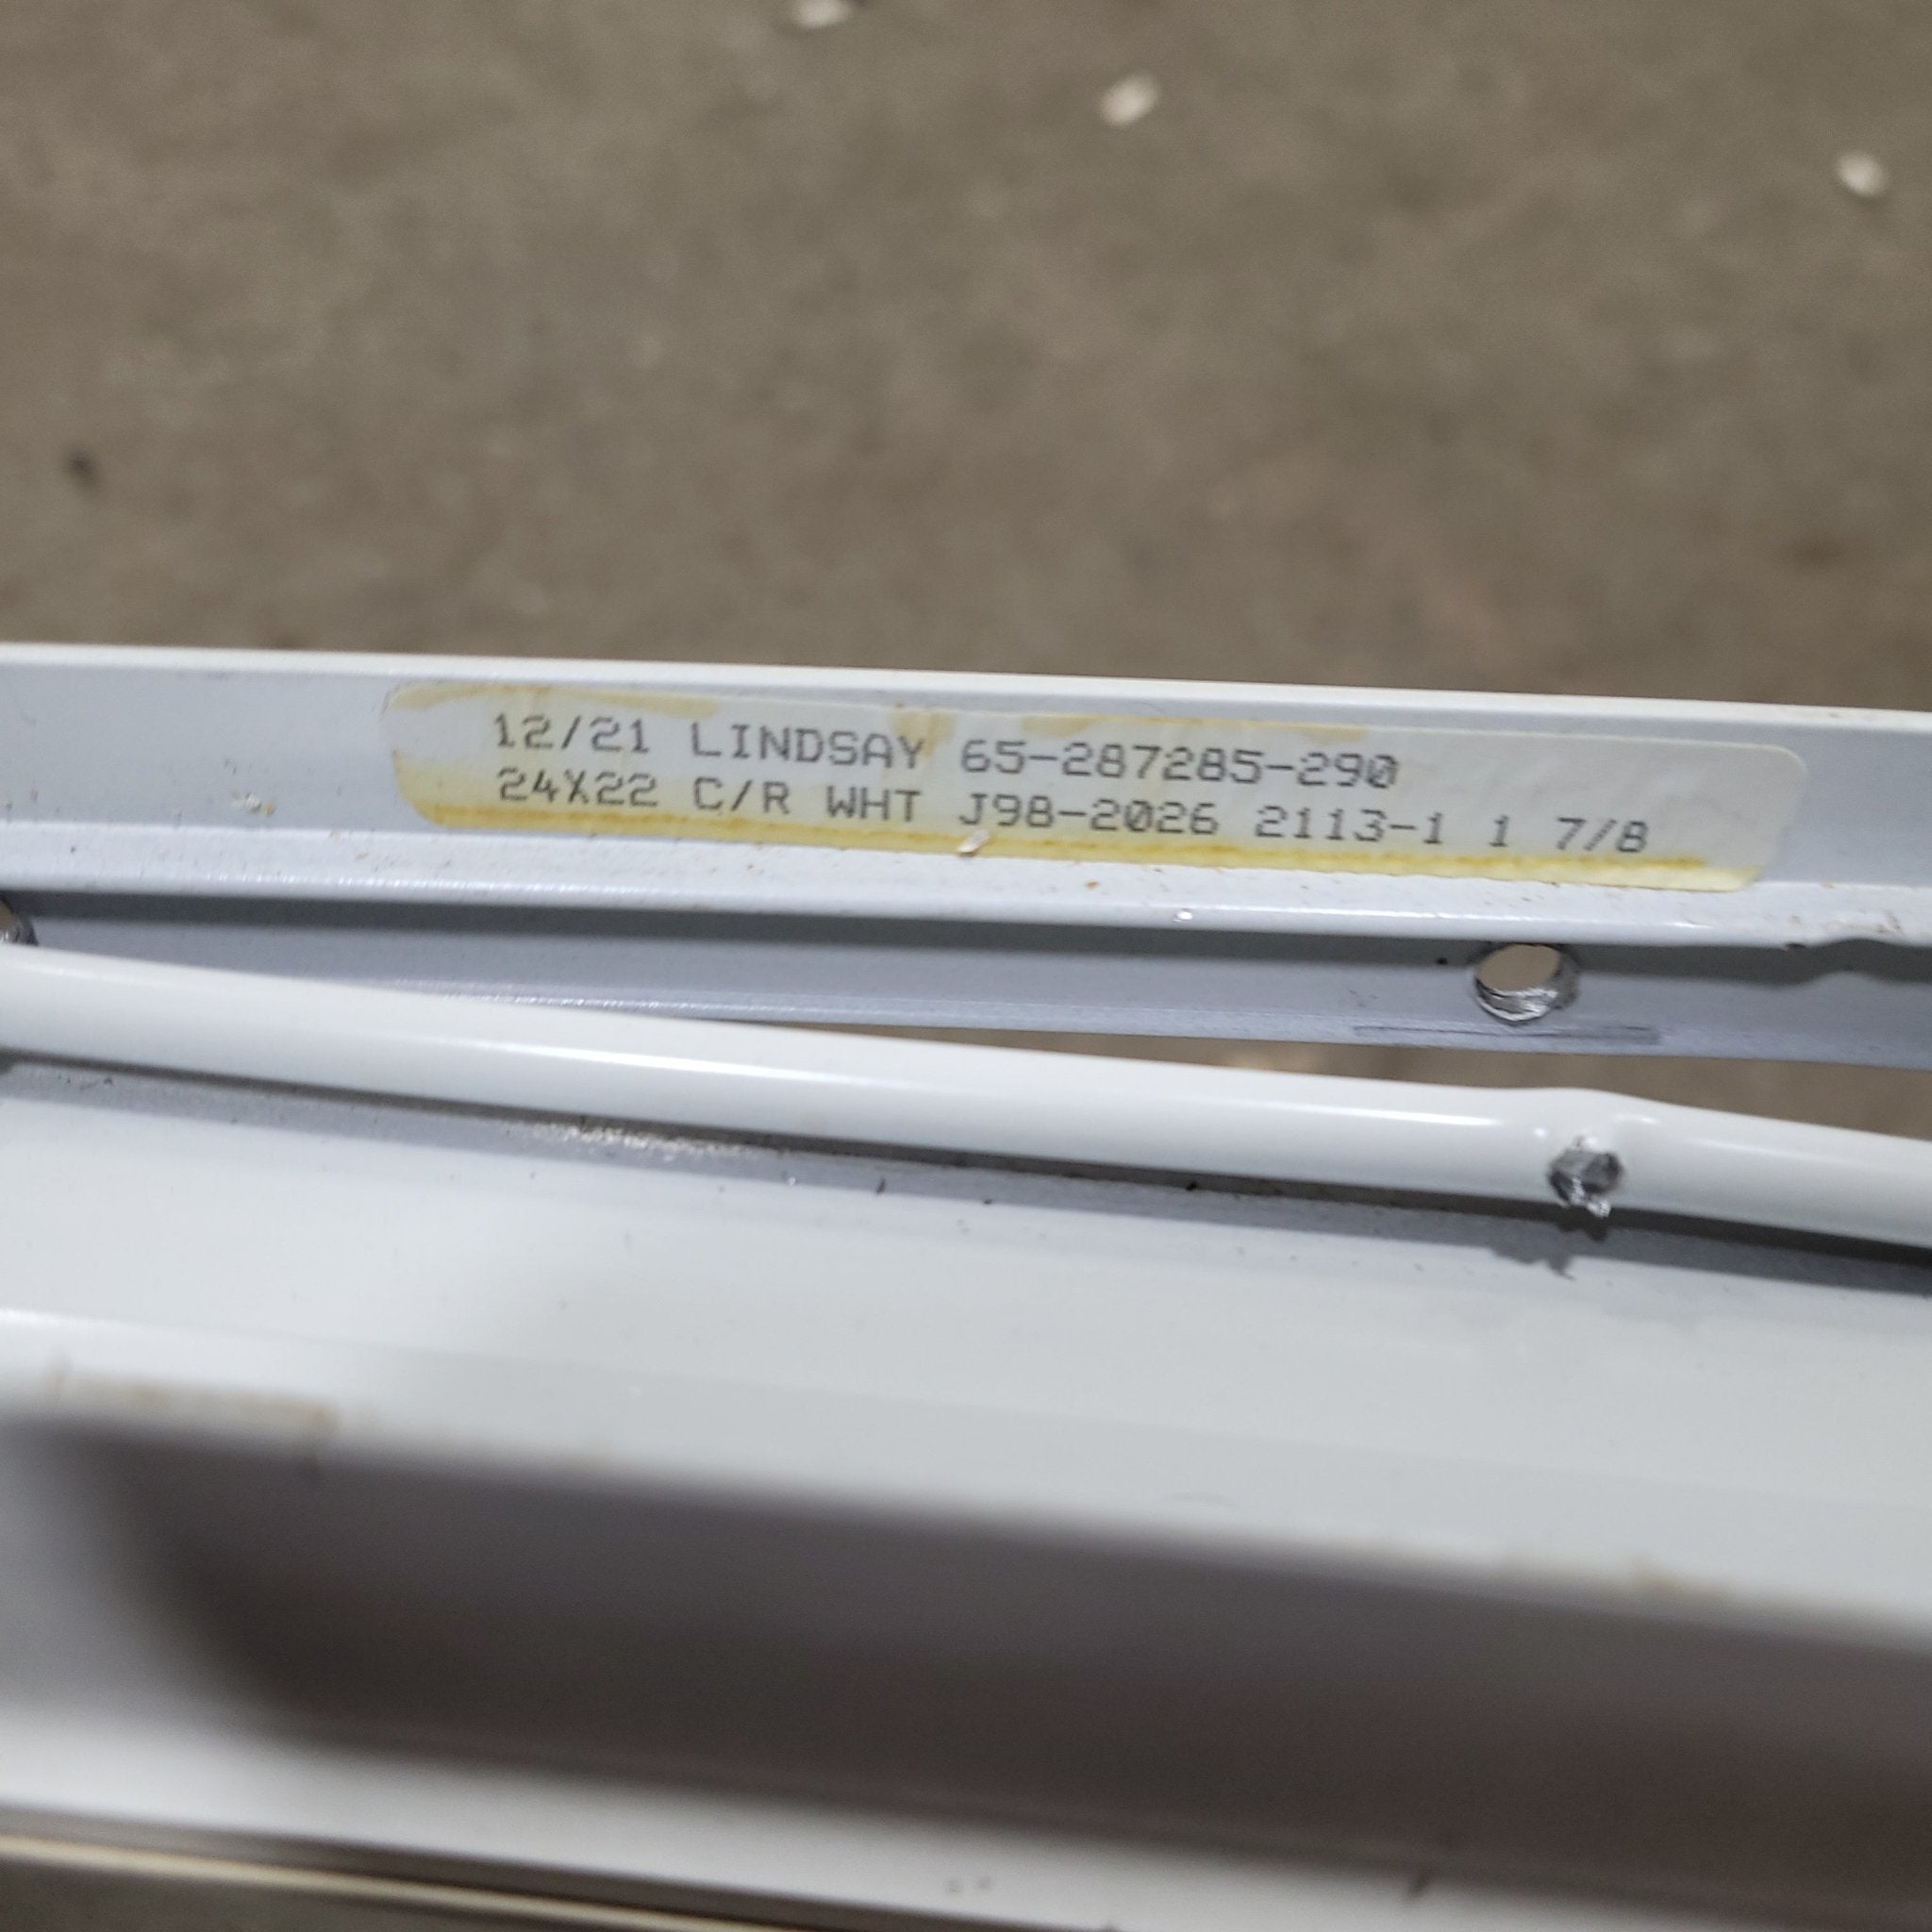 12/21 LINDSAY 65-287285-290
24X22 C/R WHT J98-2026 2113-1 1 7/8